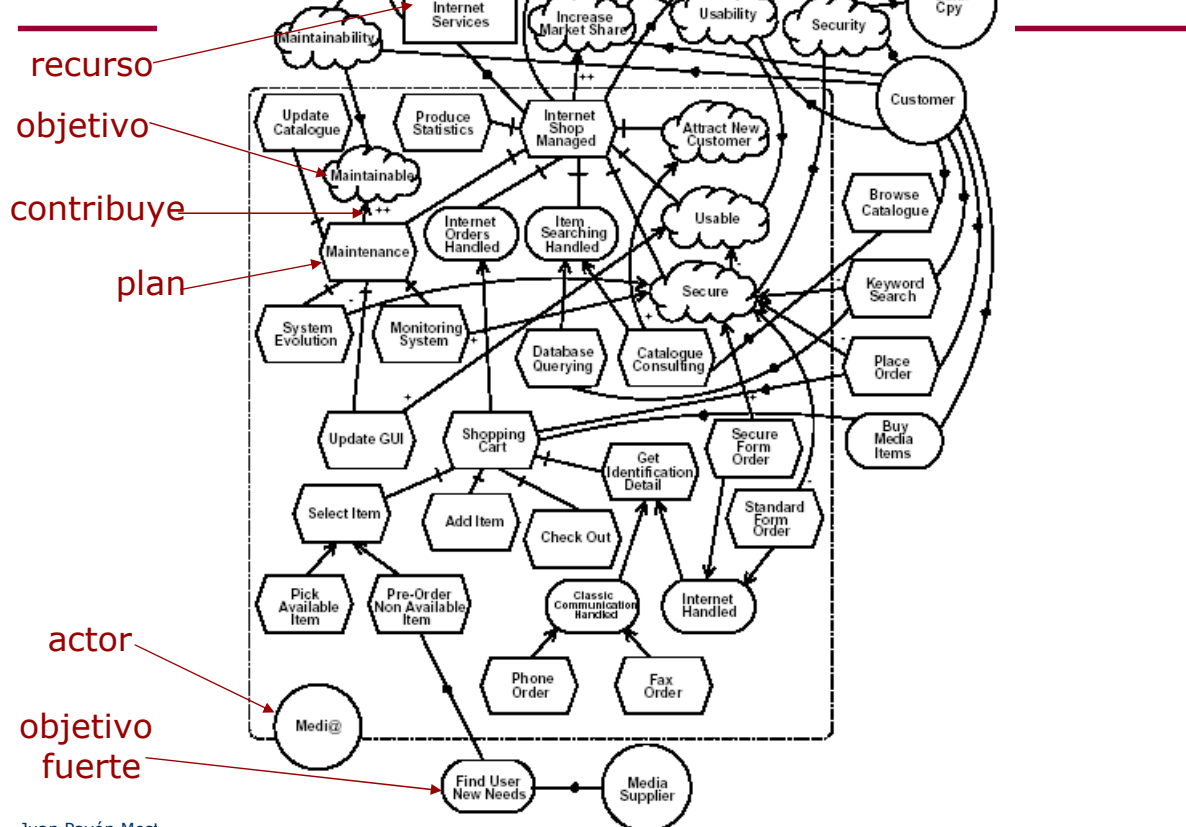 Internet
Services
Increase
Market Share
Usability
Security
Cpy
Maintainability
recurso
objetivo
contribuye
plan
actor
objetivo
fuerte
Customer
Update
Catalogue
Produce
Statistics
Internet
Shop
Managed
++
Attract New
Customer
Maintainable
++
Browse
Catalogue
Usable
Internet
Orders
Handled
Item
Searching
Handled
Maintenance
-
Secure
-
Keyword
Search
System
Evolution
Monitoring
System
+
+
Database
Querying
Catalogue
Consulting
-
Place
Order
+
+
Update GUI
Shopping
Cart
Get
Identification
Detail
Secure
Form
Order
Buy
Media
Items
Select Item
Add Item
Check Out
Standard
Form
Order
-
Pick
Available
Item
Pre-Order
Non Available
Item
Classic
Communication
Handled
Internet
Handled
Phone
Order
Fax
Order
Medi@
Find User
New Needs
Media
Supplier
Juan Pavón